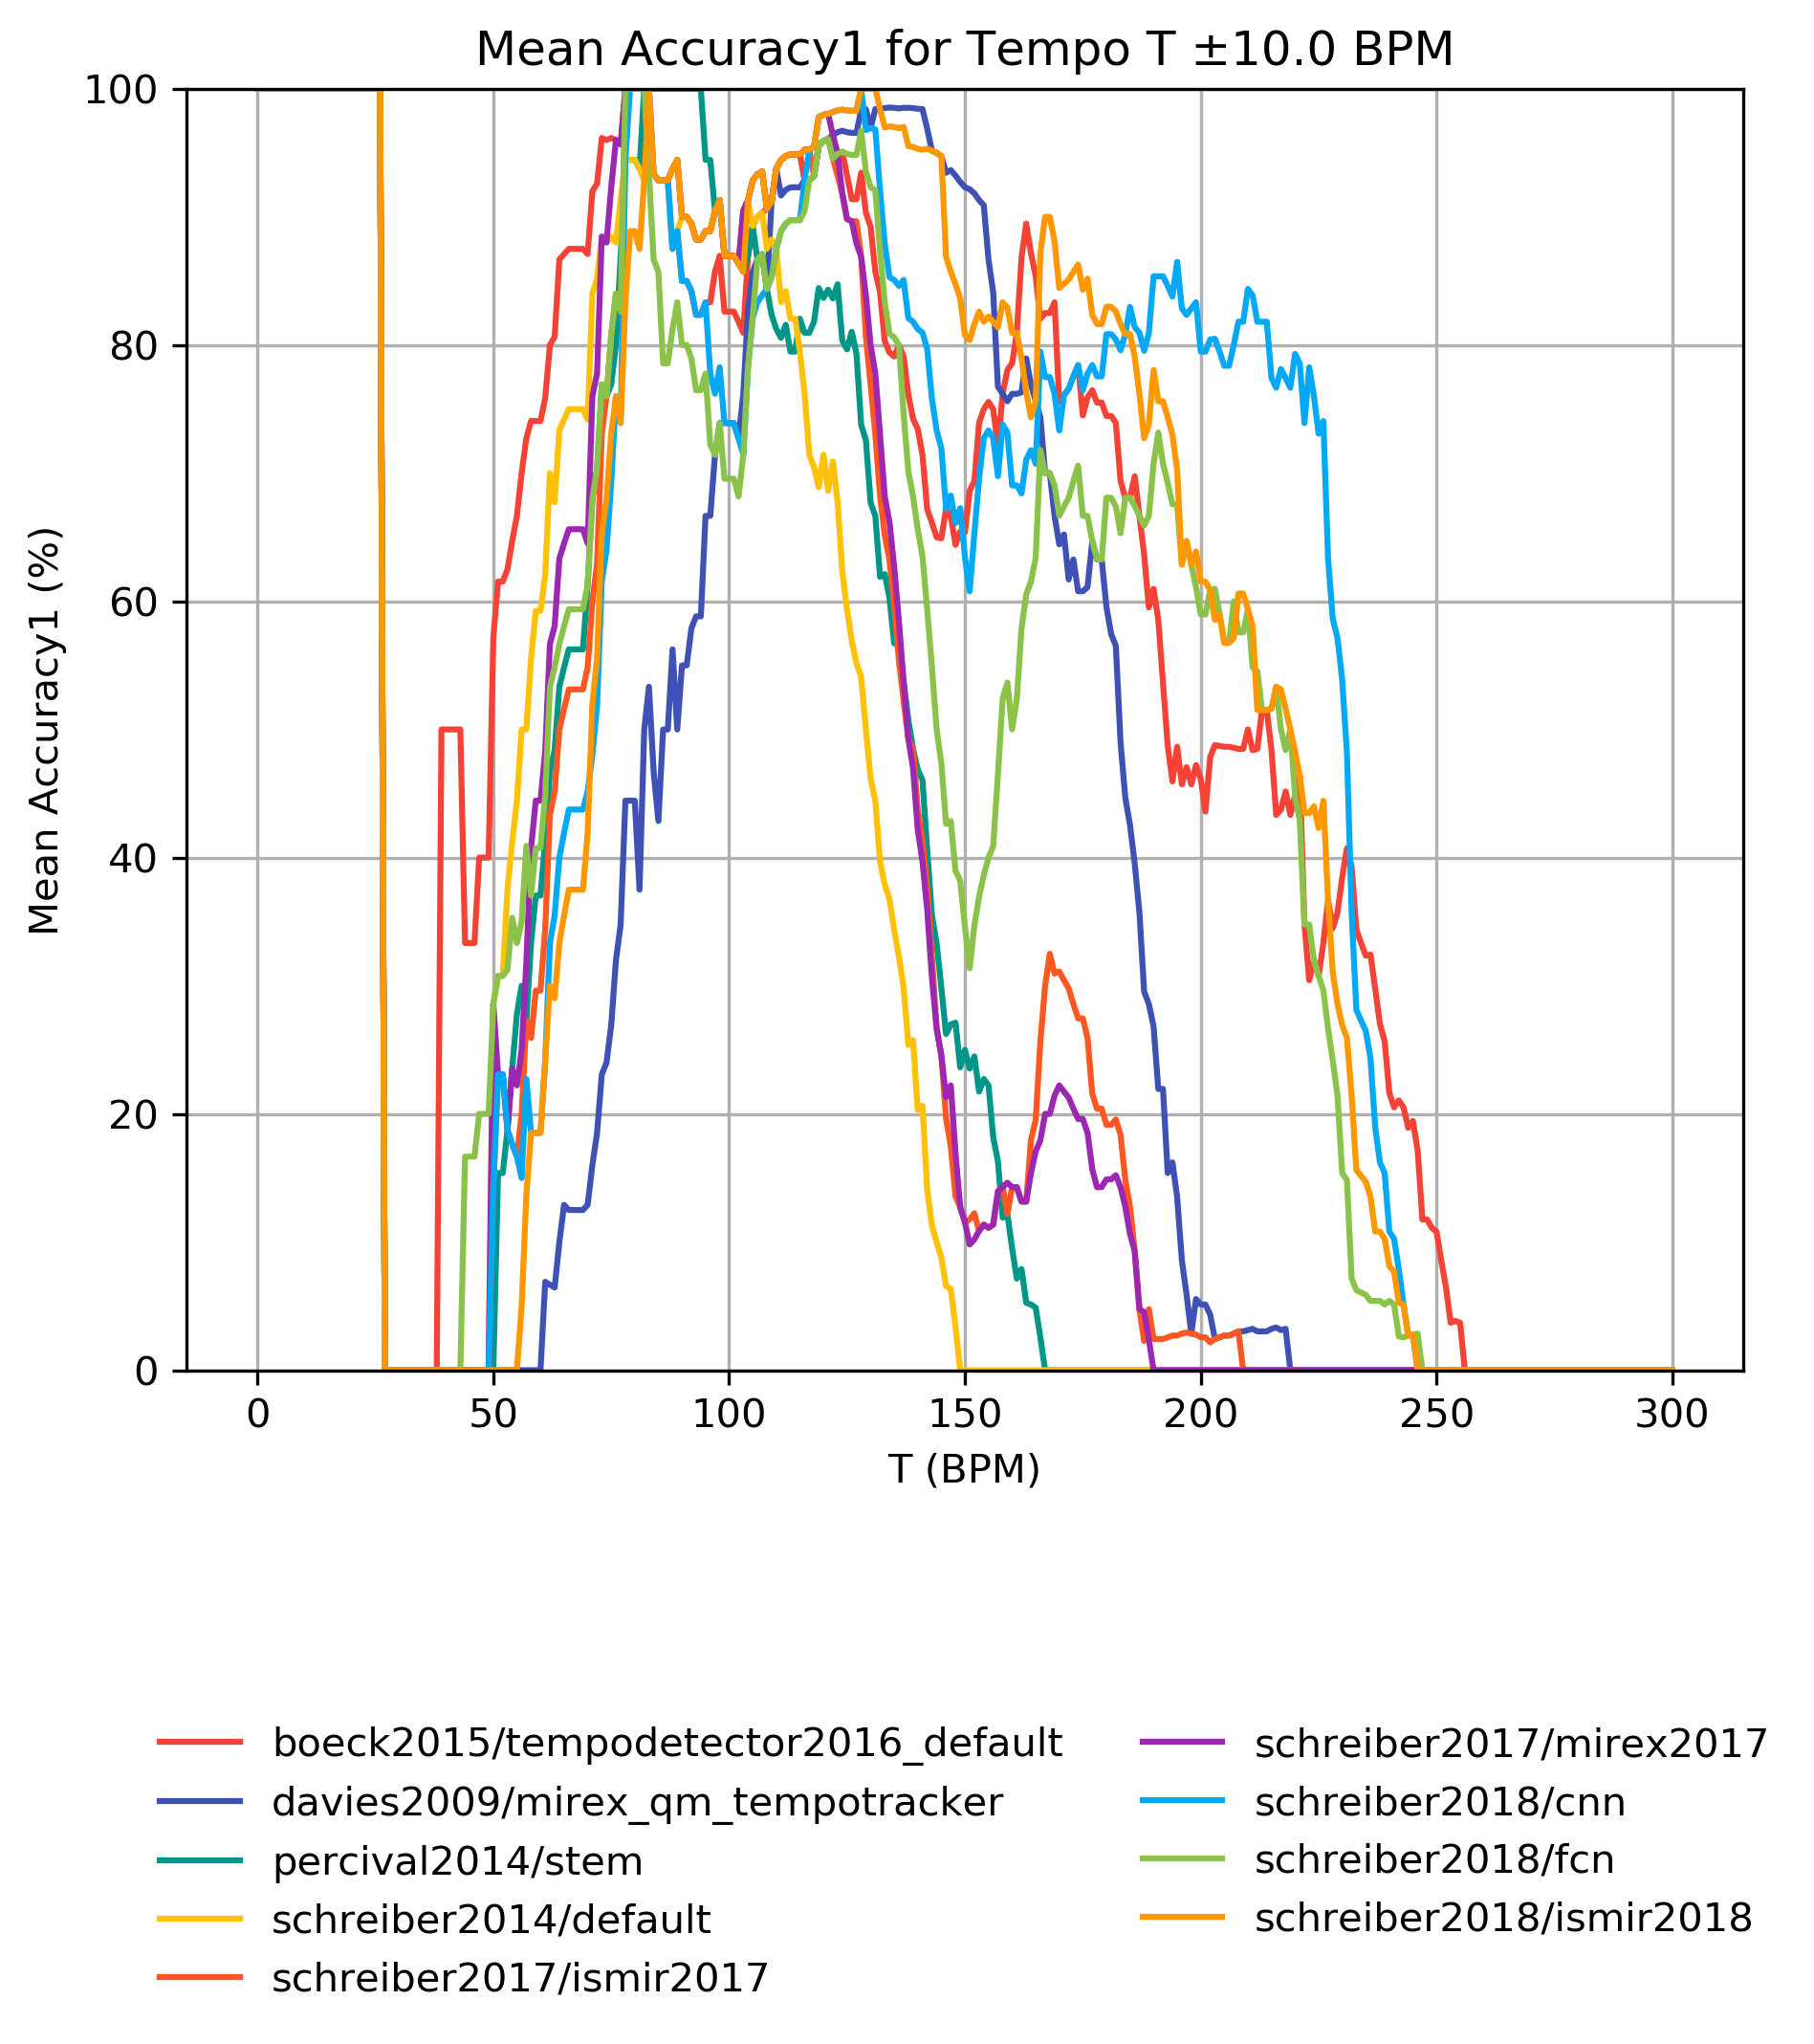 Mean Accuracy1 for Tempo T ±10.0 BPM
Mean Accuracy1 (%)
100
80
60
40
20
0
0 50 100 150 200 250 300
T (BPM)
boeck2015/tempodetector2016_default
davies2009/mirex_qm_tempotracker
percival2014/stem
schreiber2014/default
schreiber2017/ismir2017
schreiber2017/mirex2017
schreiber2018/cnn
schreiber2018/fcn
schreiber2018/ismir2018